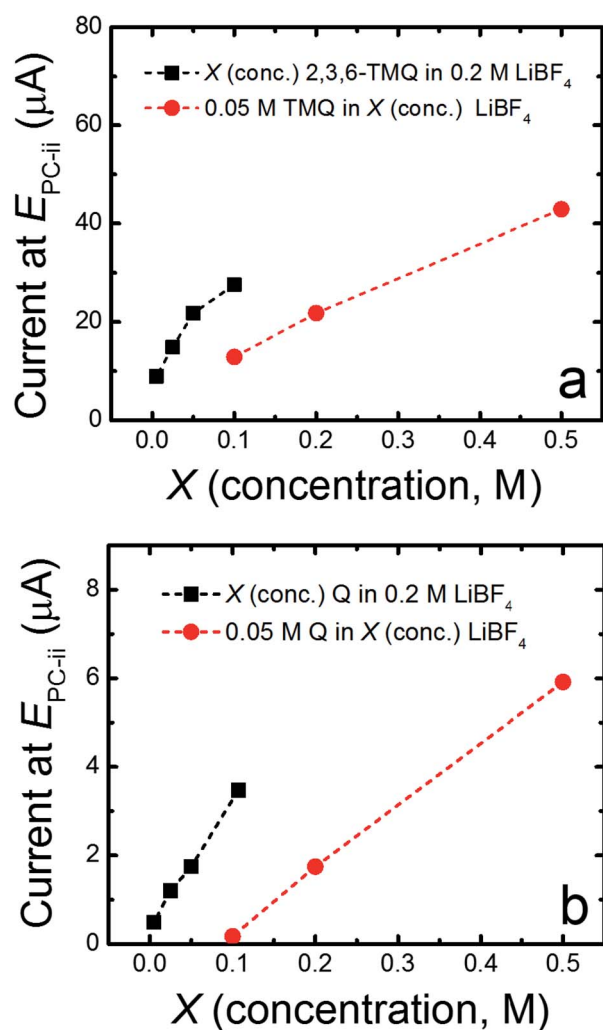 80
60
40
20
0
Current at E_PC-ii (μA)
X (conc.) 2,3,6-TMQ in 0.2 M LiBF₄
0.05 M TMQ in X (conc.) LiBF₄
a
0.0 0.1 0.2 0.3 0.4 0.5
X (concentration, M)
8
6
4
2
0
Current at E_PC-ii (μA)
X (conc.) Q in 0.2 M LiBF₄
0.05 M Q in X (conc.) LiBF₄
b
0.0 0.1 0.2 0.3 0.4 0.5
X (concentration, M)